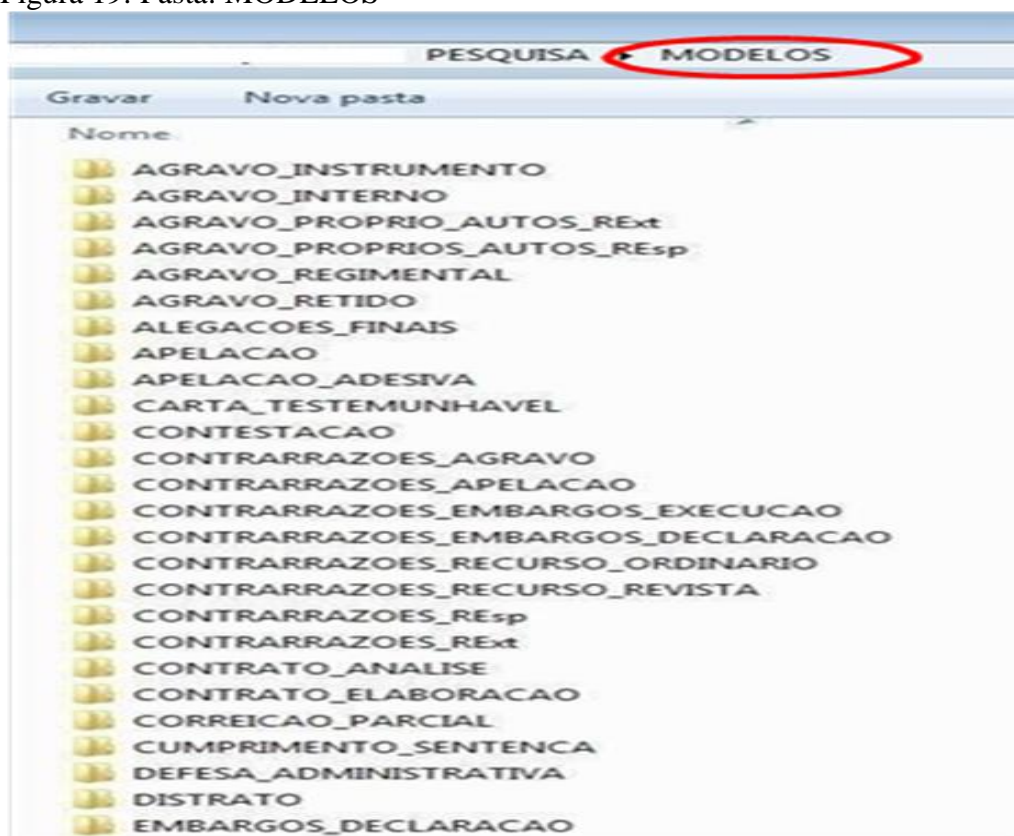 Figura 19: Pasta: MODELOS
PESQUISA MODELOS
Gravar Nova pasta
Nome
AGRAVO_INSTRUMENTO
AGRAVO_INTERNO
AGRAVO_PROPRIO_AUTOS_RExt
AGRAVO_PROPRIOS_AUTOS_REsp
AGRAVO_REGIMENTAL
AGRAVO_RETIDO
ALEGACOES_FINAIS
APELACAO
APELACAO_ADESIVA
CARTA_TESTEMUNHAVEL
CONTESTACAO
CONTRARRAZOES_AGRAVO
CONTRARRAZOES_APELACAO
CONTRARRAZOES_EMBARGOS_EXECUCAO
CONTRARRAZOES_EMBARGOS_DECLARACAO
CONTRARRAZOES_RECURSO_ORDINARIO
CONTRARRAZOES_RECURSO_REVISTA
CONTRARRAZOES_REsp
CONTRARRAZOES_RExt
CONTRATO_ANALISE
CONTRATO_ELABORACAO
CORREICAO_PARCIAL
CUMPRIMENTO_SENTENCA
DEFESA_ADMINISTRATIVA
DISTRATO
EMBARGOS_DECLARACAO